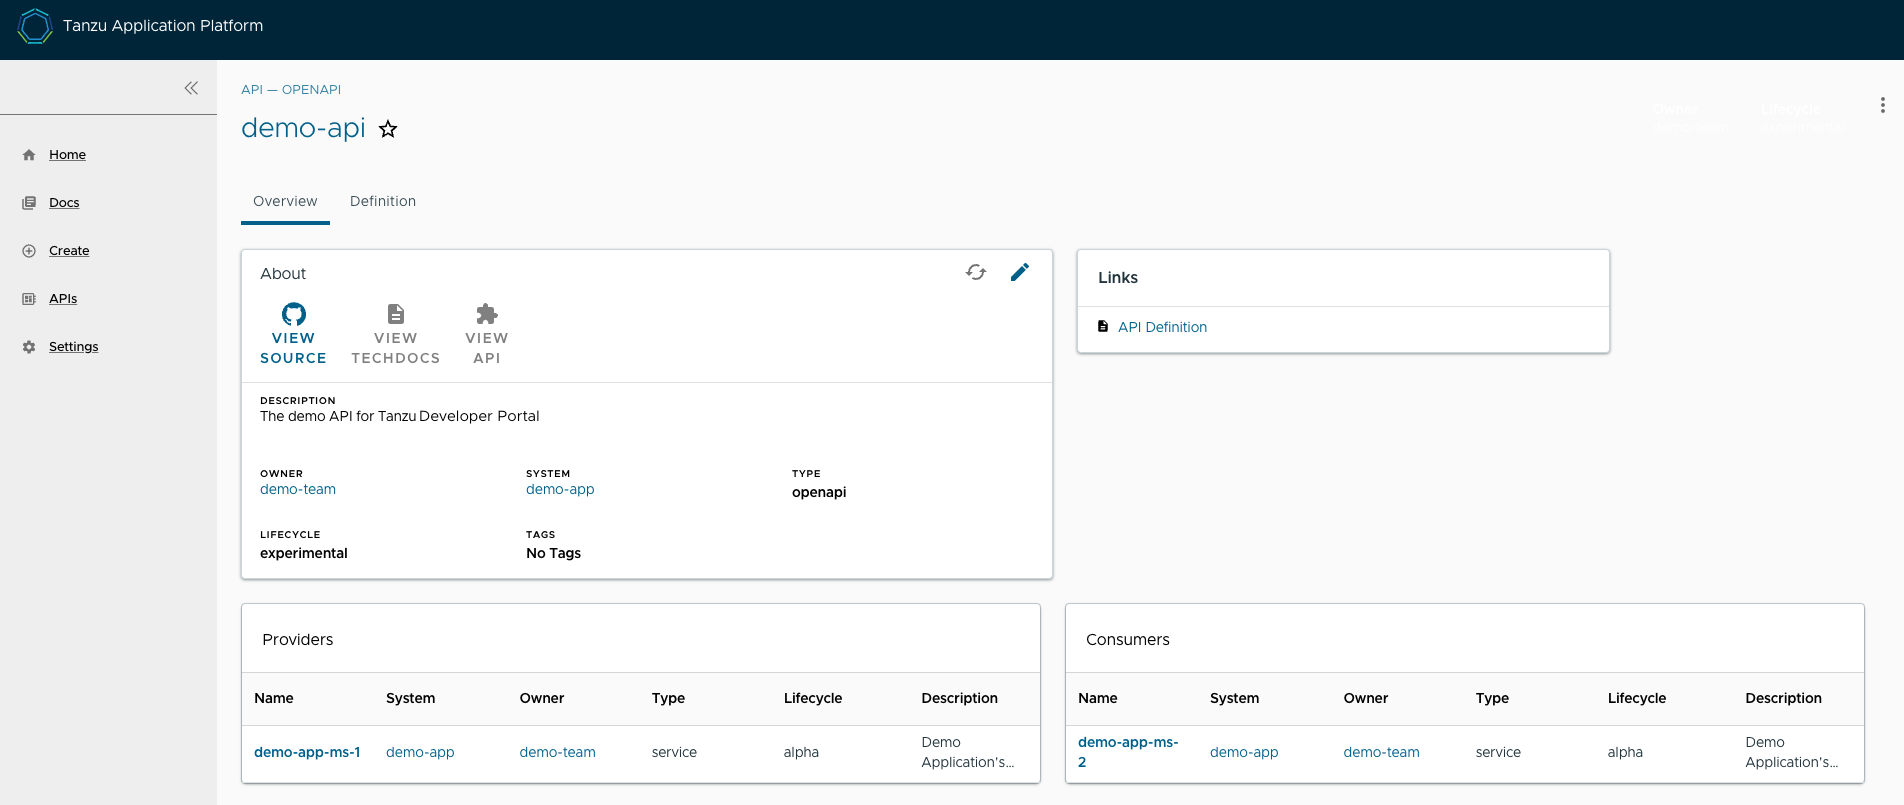 Tanzu Application Platform
Home
Docs
Create
APIs
Settings
API — OPENAPI
demo-api
Owner
Lifecycle
Overview
Definition
About
VIEW
SOURCE
VIEW
TECHDOCS
VIEW
API
DESCRIPTION
The demo API for Tanzu Developer Portal
OWNER
demo-team
SYSTEM
demo-app
TYPE
openapi
LIFECYCLE
experimental
TAGS
No Tags
Links
API Definition
Providers
Name System Owner Type Lifecycle Description
demo-app-ms-1 demo-app demo-team service alpha Demo
Application's...
Consumers
Name System Owner Type Lifecycle Description
demo-app-ms-
2 demo-app demo-team service alpha Demo
Application's...